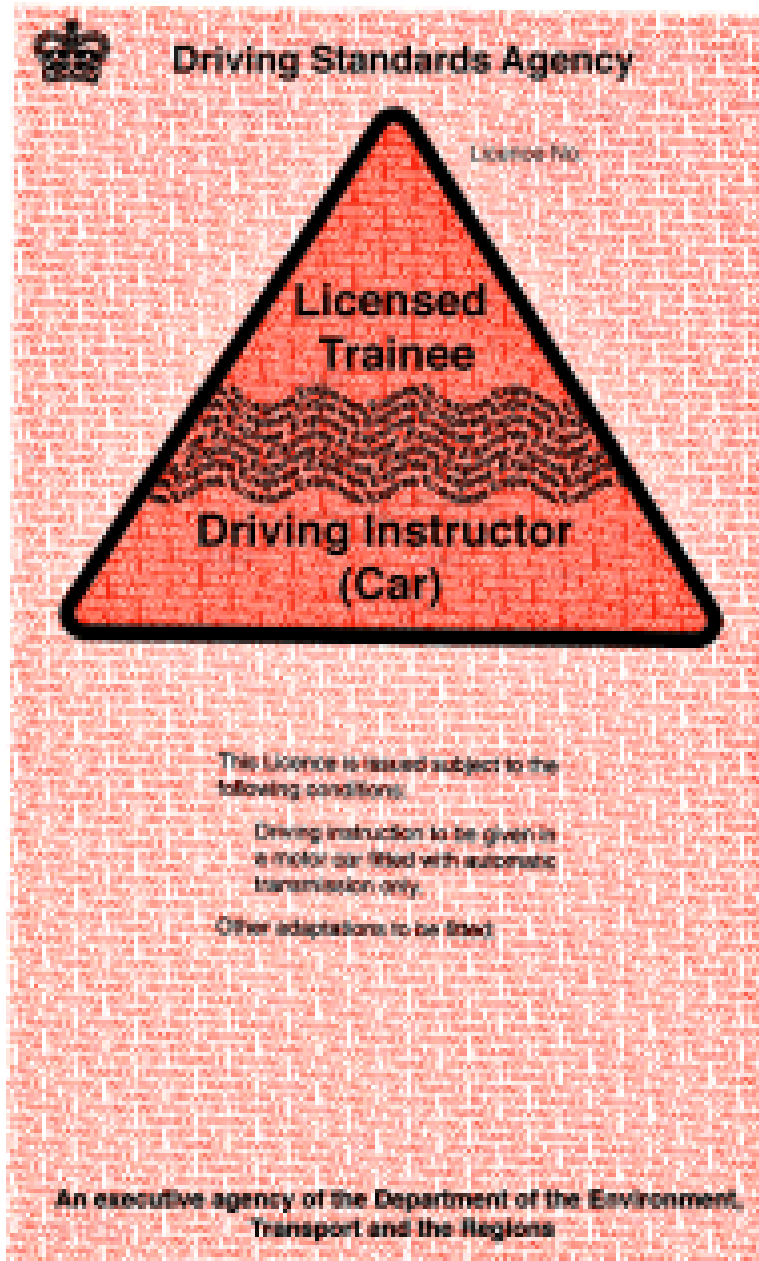 Driving Standards Agency
Licence No
Licensed
Trainee
Driving Instructor
(Car)
This Licence is issued subject to the
following conditions:
Driving instruction to be given in
a motor car fitted with automatic
transmission only.
Other adaptations to be fitted:
An executive agency of the Department of the Environment,
Transport and the Regions